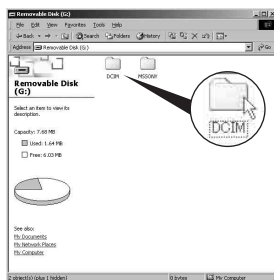 Removable Disk (G:)
File Edit View Favorites Tools Help
Back Search Folders History
Address Removable Disk (G:) Go
Removable Disk (G:)
DCIM MSSONY
Select an item to view its description.
Capacity: 7.68 MB
Used: 1.64 MB
Free: 6.03 MB
DCIM
See also:
My Documents
My Network Places
My Computer
2 object(s) (plus 1 hidden) 0 bytes My Computer